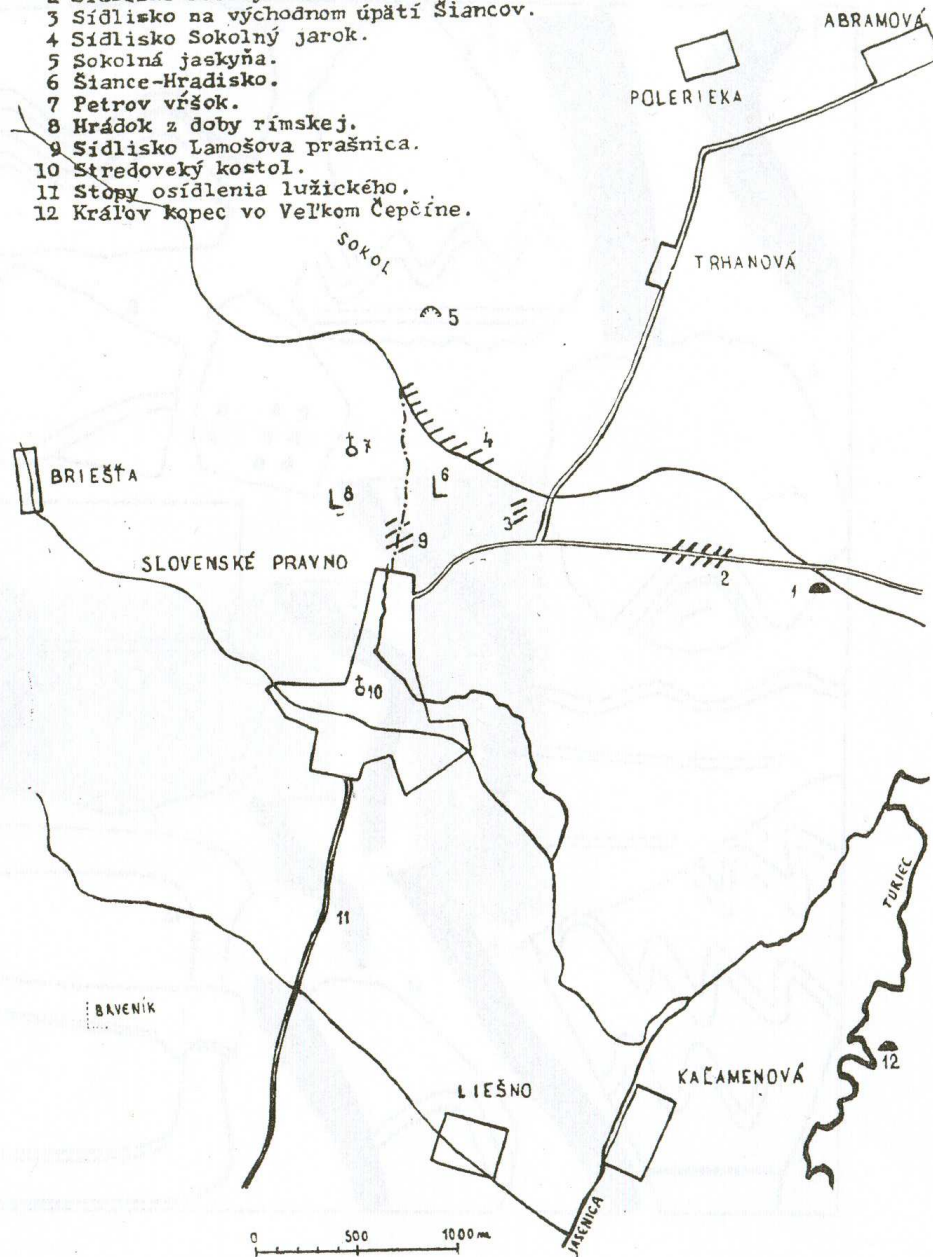 3 Sídlisko na východnom úpätí Šiancov.
4 Sídlisko Sokolný jarok.
5 Sokolná jaskyňa.
6 Šiance-Hradisko.
7 Petrov vŕšok.
8 Hrádok z doby rímskej.
9 Sídlisko Lamošova prašnica.
10 Stredoveký kostol.
11 Stopy osídlenia lužického.
12 Kráľov kopec vo Veľkom Čepčíne.
ABRAMOVÁ
POLERIEKA
SOKOL
TRHANOVÁ
5
4
7
BRIEŠŤA
6
8
3
9
SLOVENSKÉ PRAVNO
2
1
10
TURIEC
11
BAVENÍK
12
KAĽAMENOVÁ
LIEŠNO
JASENICA
0 500 1000 m